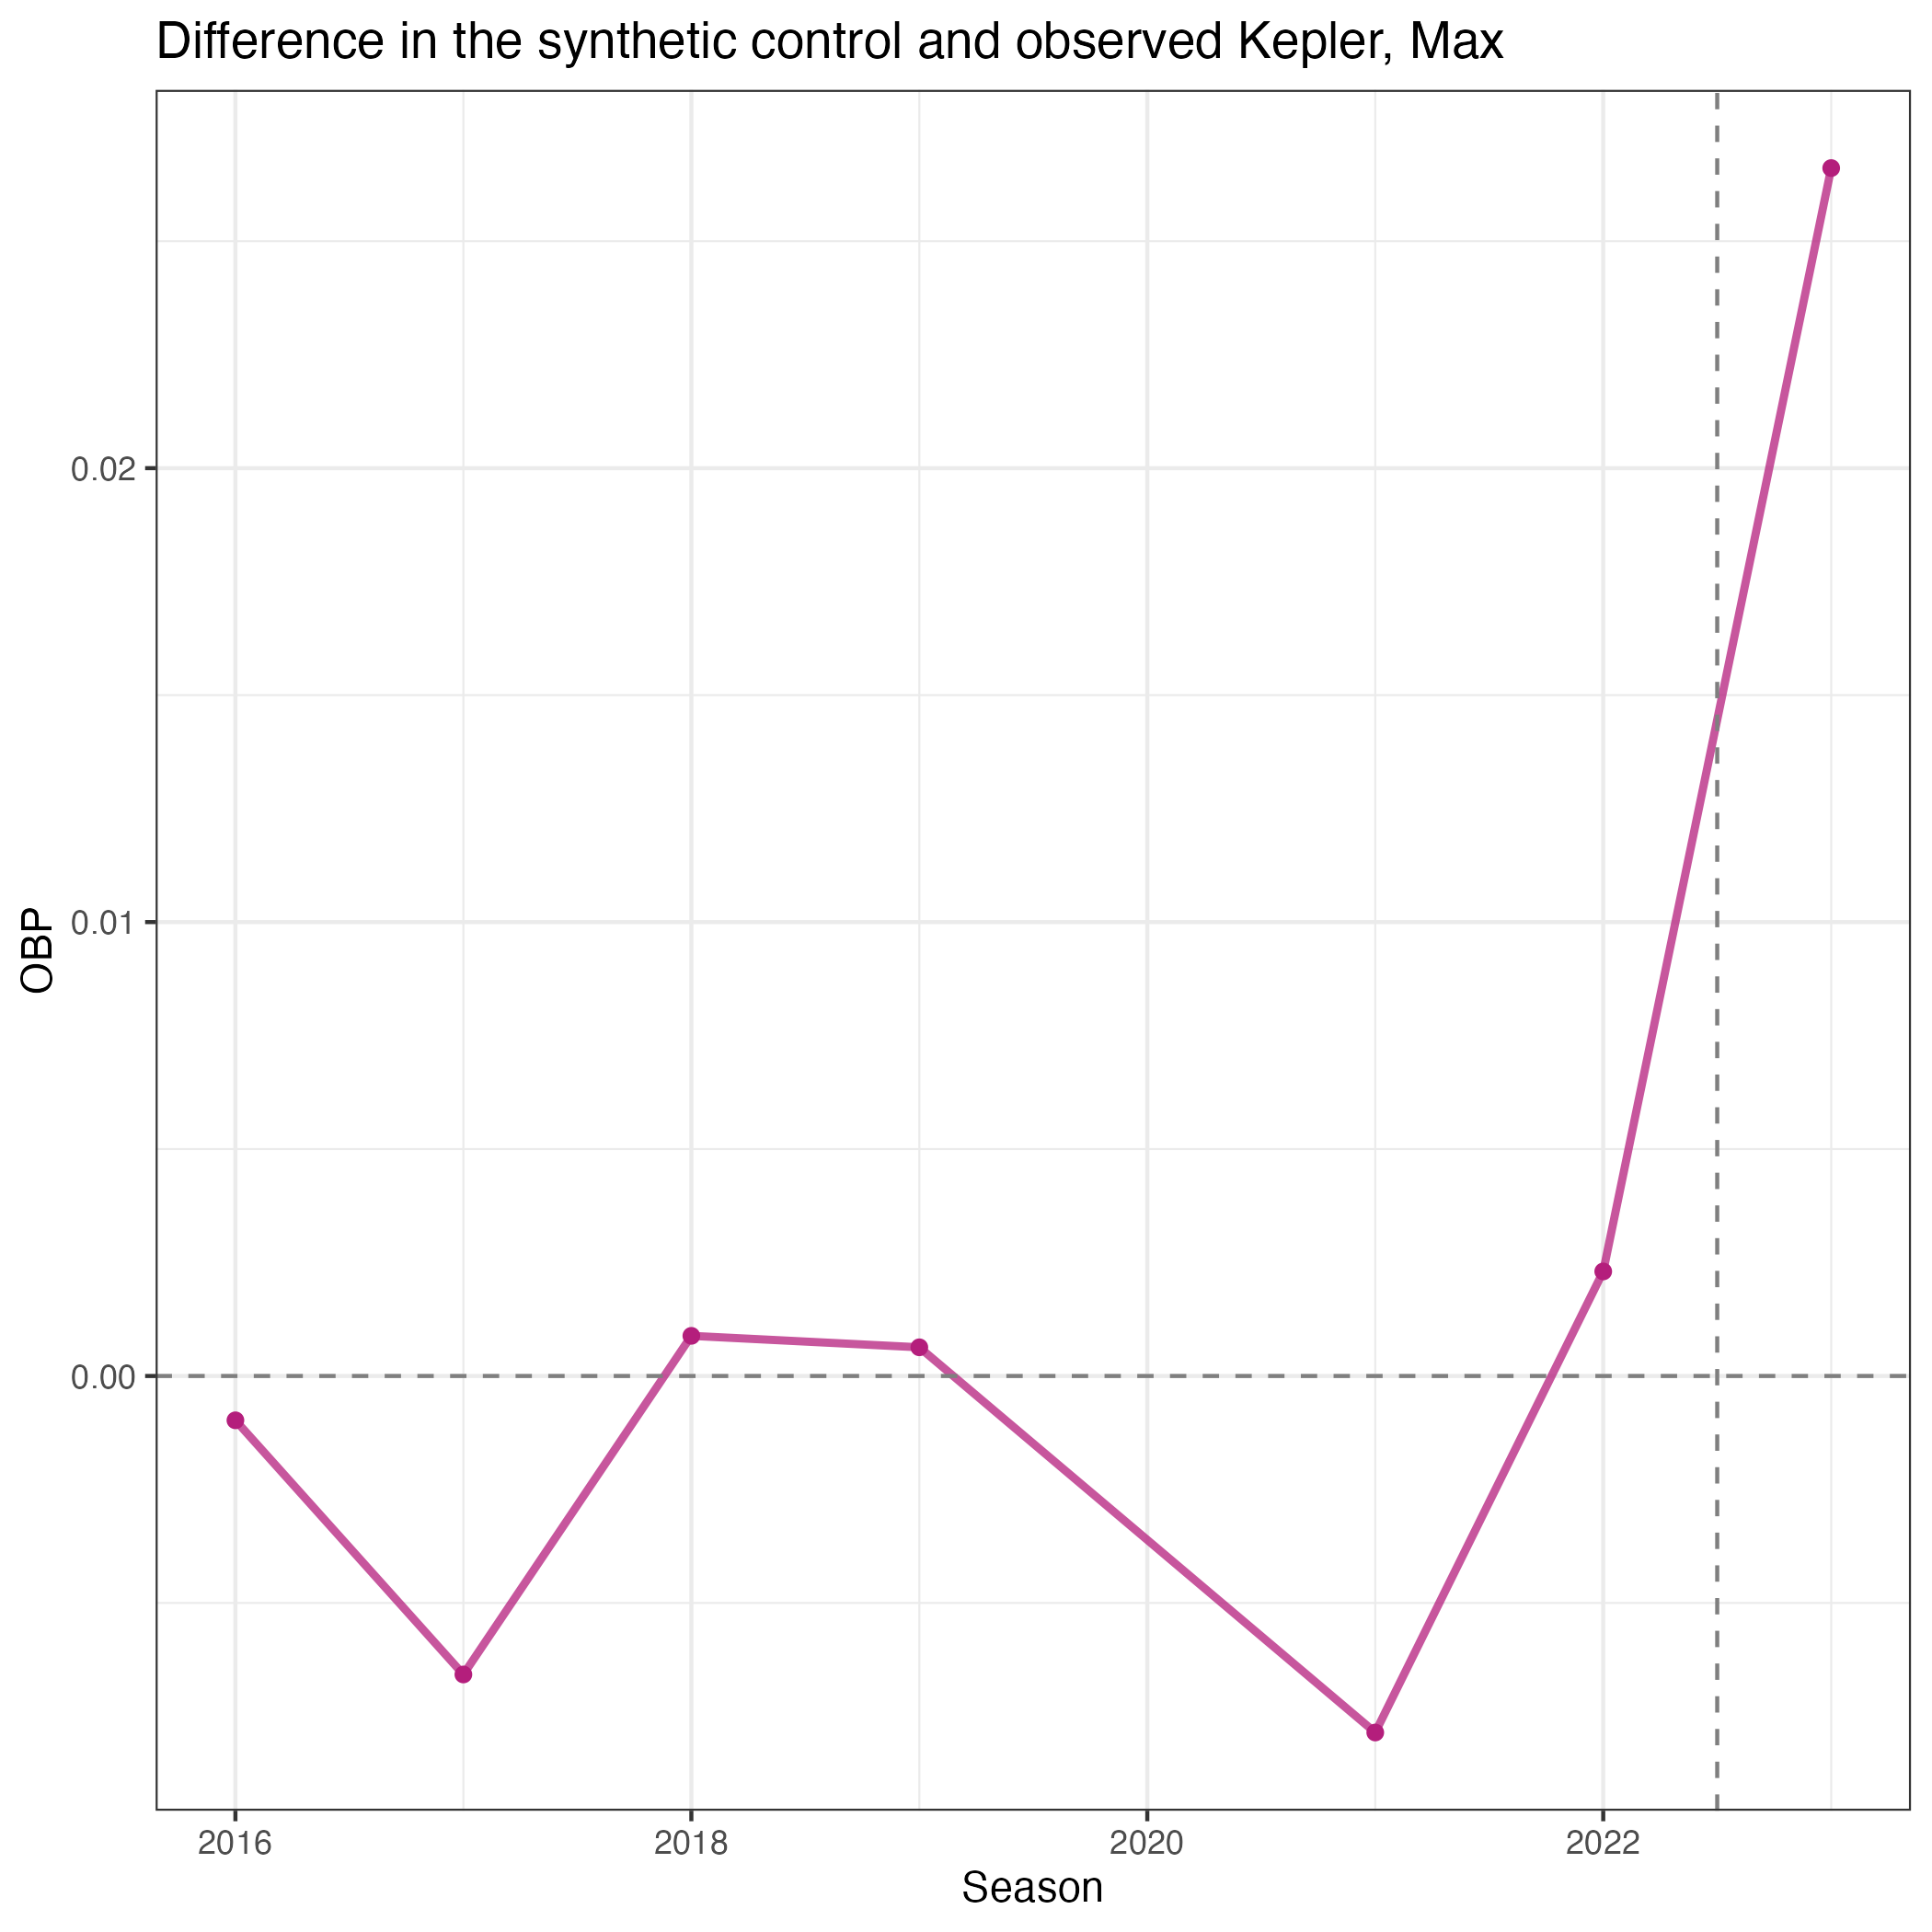 Difference in the synthetic control and observed Kepler, Max
OBP
0.02
0.01
0.00
2016
2018
2020
2022
Season